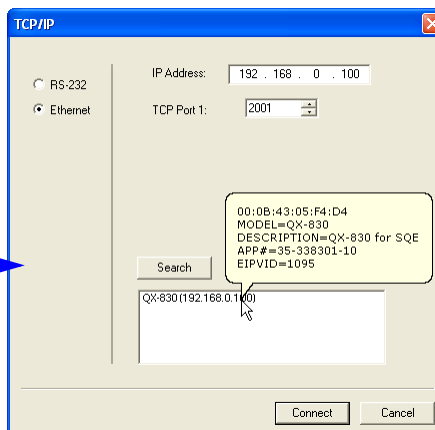 TCP/IP
RS-232
Ethernet
IP Address: 192 . 168 . 0 . 100
TCP Port 1: 2001
00:0B:43:05:F4:D4
MODEL=QX-830
DESCRIPTION=QX-830 for SQE
APP#=35-338301-10
EIPVID=1095
Search
QX-830 (192.168.0.100)
Connect
Cancel